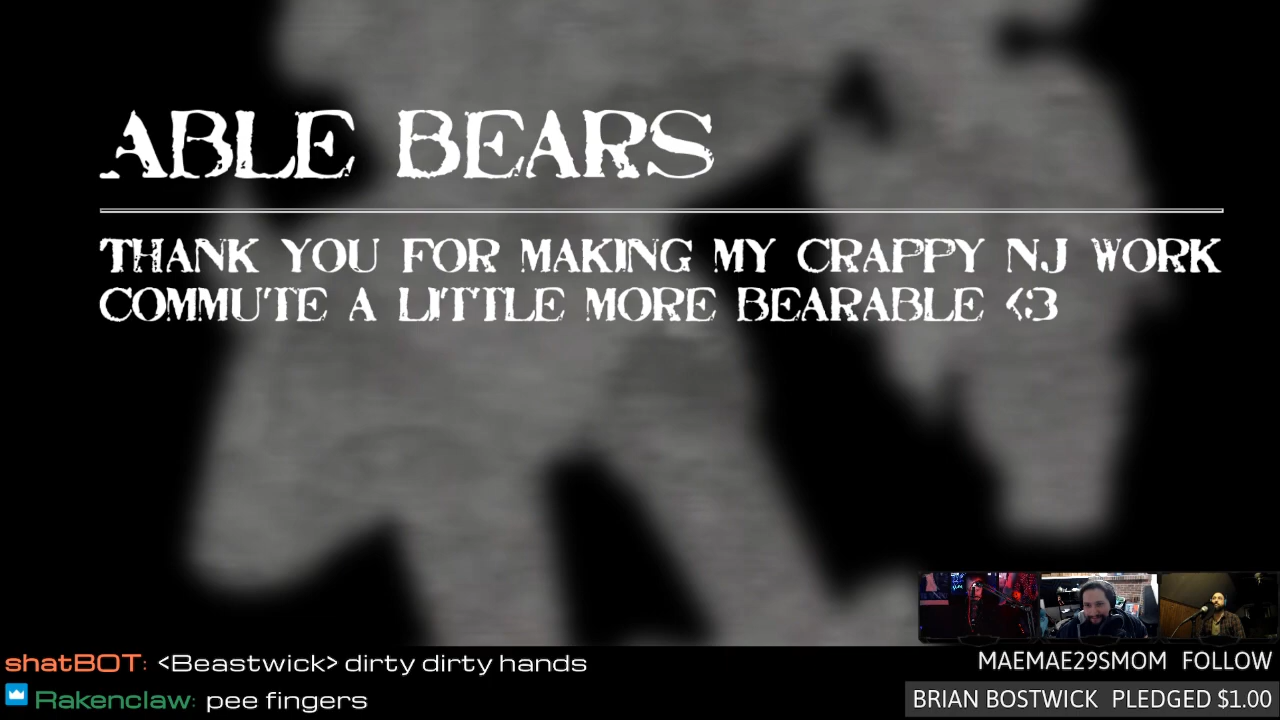 ABLE BEARS
THANK YOU FOR MAKING MY CRAPPY NJ WORK
COMMUTE A LITTLE MORE BEARABLE <3
shatBOT: <Beastwick> dirty dirty hands
Rakenclaw: pee fingers
MAEMAE29SMOM FOLLOW
BRIAN BOSTWICK PLEDGED $1.00